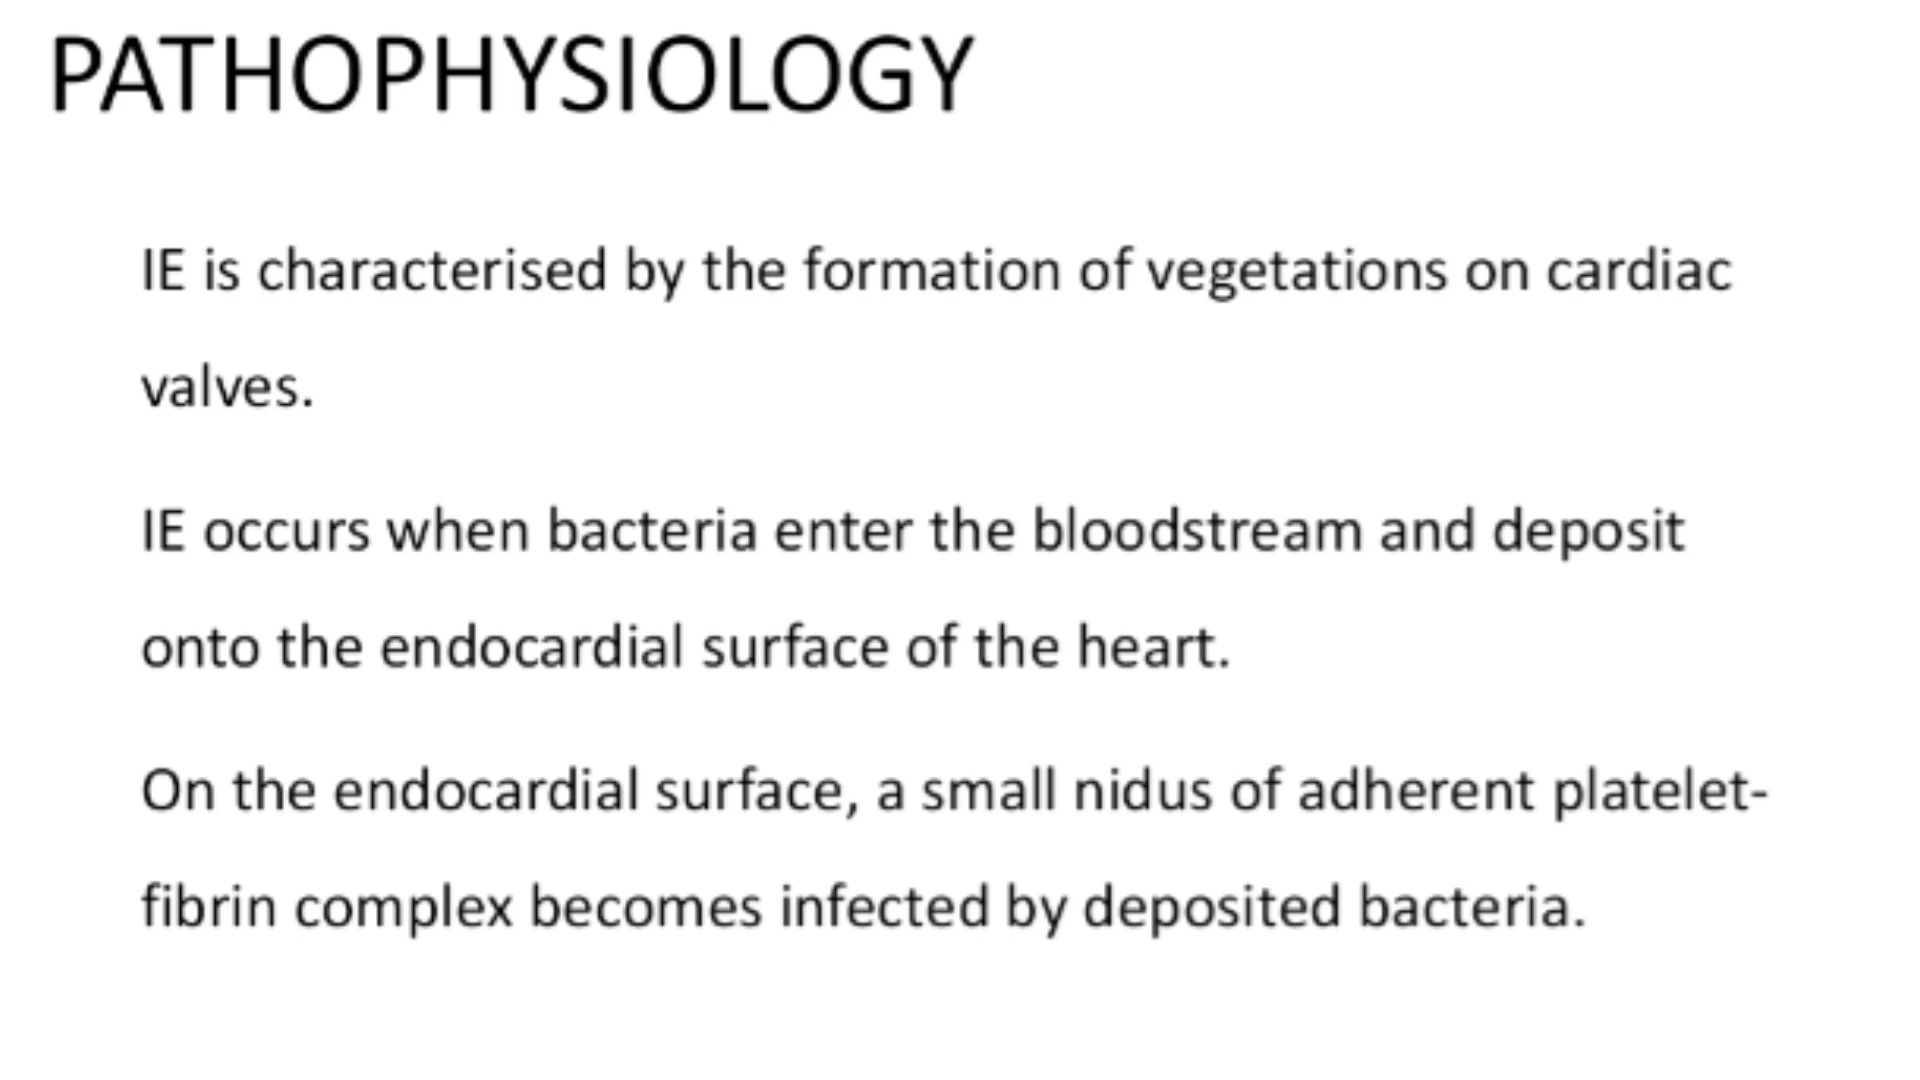 PATHOPHYSIOLOGY
IE is characterised by the formation of vegetations on cardiac
valves.
IE occurs when bacteria enter the bloodstream and deposit
onto the endocardial surface of the heart.
On the endocardial surface, a small nidus of adherent platelet-
fibrin complex becomes infected by deposited bacteria.